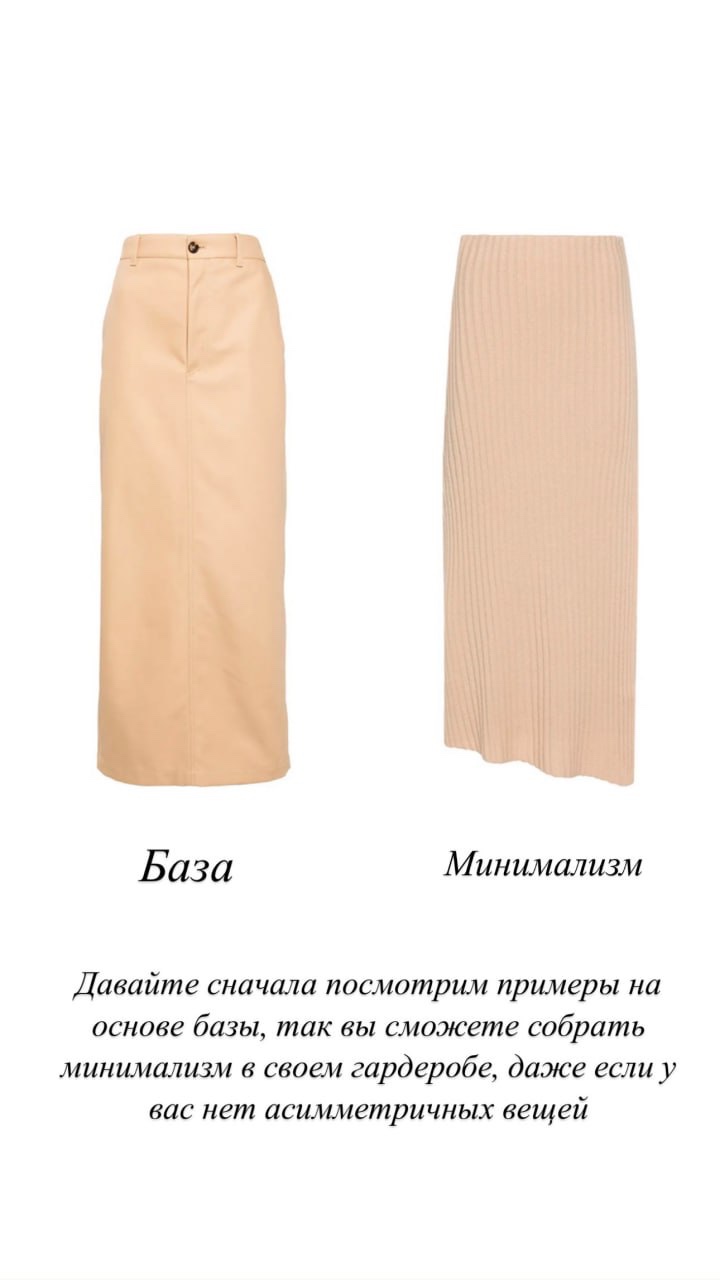 База
Минимализм
Давайте сначала посмотрим примеры на
основе базы, так вы сможете собрать
минимализм в своем гардеробе, даже если у
вас нет асимметричных вещей